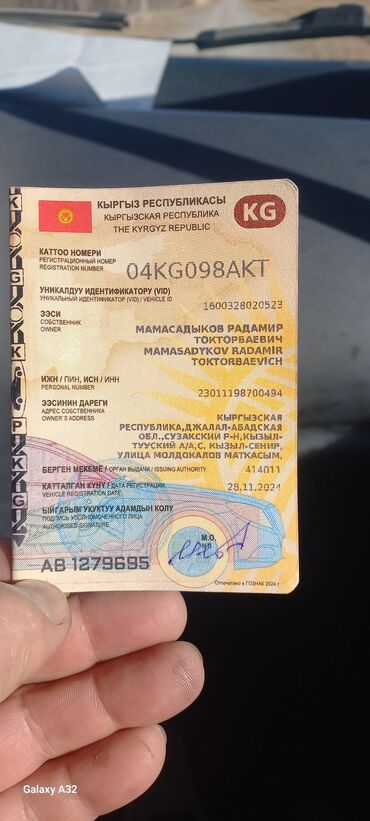 КЫРГЫЗ РЕСПУБЛИКАСЫ
КЫРГЫЗСКАЯ РЕСПУБЛИКА
THE KYRGYZ REPUBLIC
KG
КАТТОО НОМЕРИ
РЕГИСТРАЦИОННЫЙ НОМЕР
REGISTRATION NUMBER
04KG098AKT
УНИКАЛДУУ ИДЕНТИФИКАТОРУ (VID)
УНИКАЛЬНЫЙ ИДЕНТИФИКАТОР (VID) / VEHICLE ID
1600328020523
ЭЭСИ
СОБСТВЕННИК
OWNER
МАМАСАДЫКОВ РАДАМИР
ТОКТОРБАЕВИЧ
MAMASADYKOV RADAMIR
TOKTORBAEVICH
ИЖН / ПИН, ИСН / ИНН
PERSONAL NUMBER
23011198700494
ЭЭСИНИН ДАРЕГИ
АДРЕС СОБСТВЕННИКА
OWNER'S ADDRESS
КЫРГЫЗСКАЯ
РЕСПУБЛИКА,ДЖАЛАЛ-АБАДСКАЯ
ОБЛ.,СУЗАКСКИЙ Р-Н,КЫЗЫЛ-
ТУУСКИЙ А/А,С. КЫЗЫЛ-СЕНИР,
УЛИЦА МОЛДОКАЛОВ МАТКАСЫМ,
БЕРГЕН МЕКЕМЕ / ОРГАН ВЫДАЧИ / ISSUING AUTHORITY
414011
КАТТАЛГАН КҮНҮ / ДАТА РЕГИСТРАЦИИ
VEHICLE REGISTRATION DATE
28.11.2024
ЫЙГАРЫМ УКУКТУУ АДАМДЫН КОЛУ
ПОДПИСЬ УПОЛНОМОЧЕННОГО ЛИЦА
AUTHORISED SIGNATURE
М.О.
М.П.
AB 1279695
Отпечатано в ГОЗНАК 2024 г
Galaxy A32